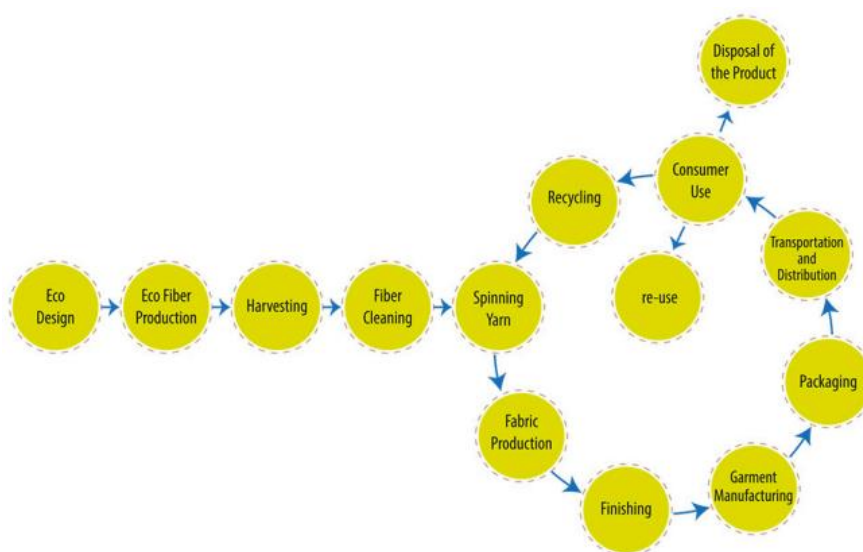 Eco
Design
Eco Fiber
Production
Harvesting
Fiber
Cleaning
Spinning
Yarn
Fabric
Production
Finishing
Garment
Manufacturing
Packaging
Transportation
and
Distribution
Consumer
Use
Disposal of
the Product
Recycling
re-use